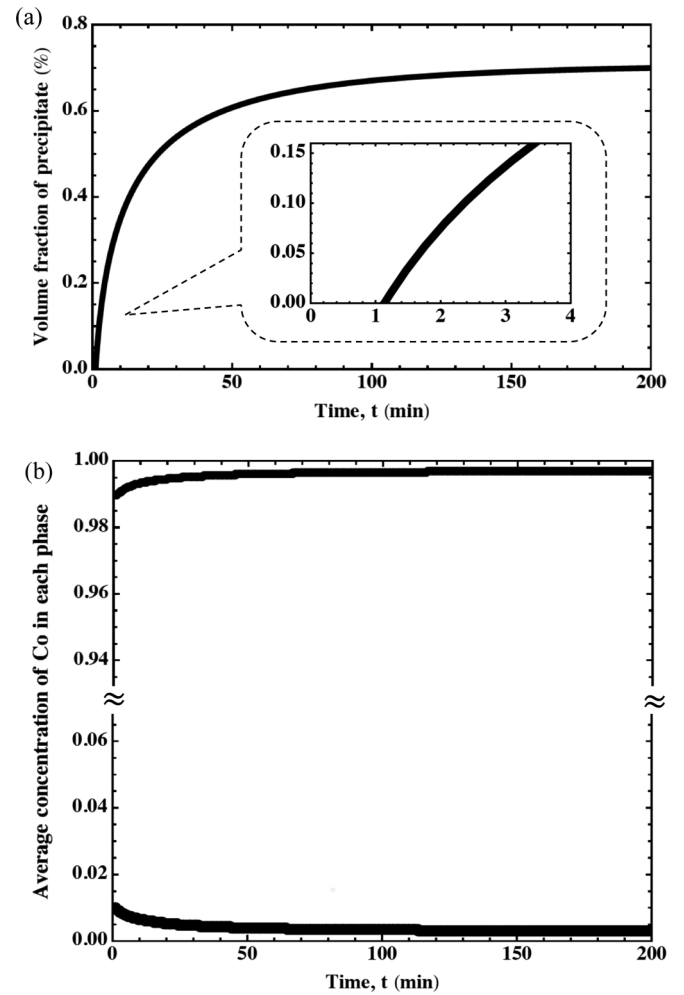 (a)
Volume fraction of precipitate (%)
0.8
0.6
0.4
0.2
0.0
0.15
0.10
0.05
0.00
0 1 2 3 4
0 50 100 150 200
Time, t (min)
(b)
Average concentration of Co in each phase
1.00
0.98
0.96
0.94
≈ ≈
0.06
0.04
0.02
0.00
0 50 100 150 200
Time, t (min)